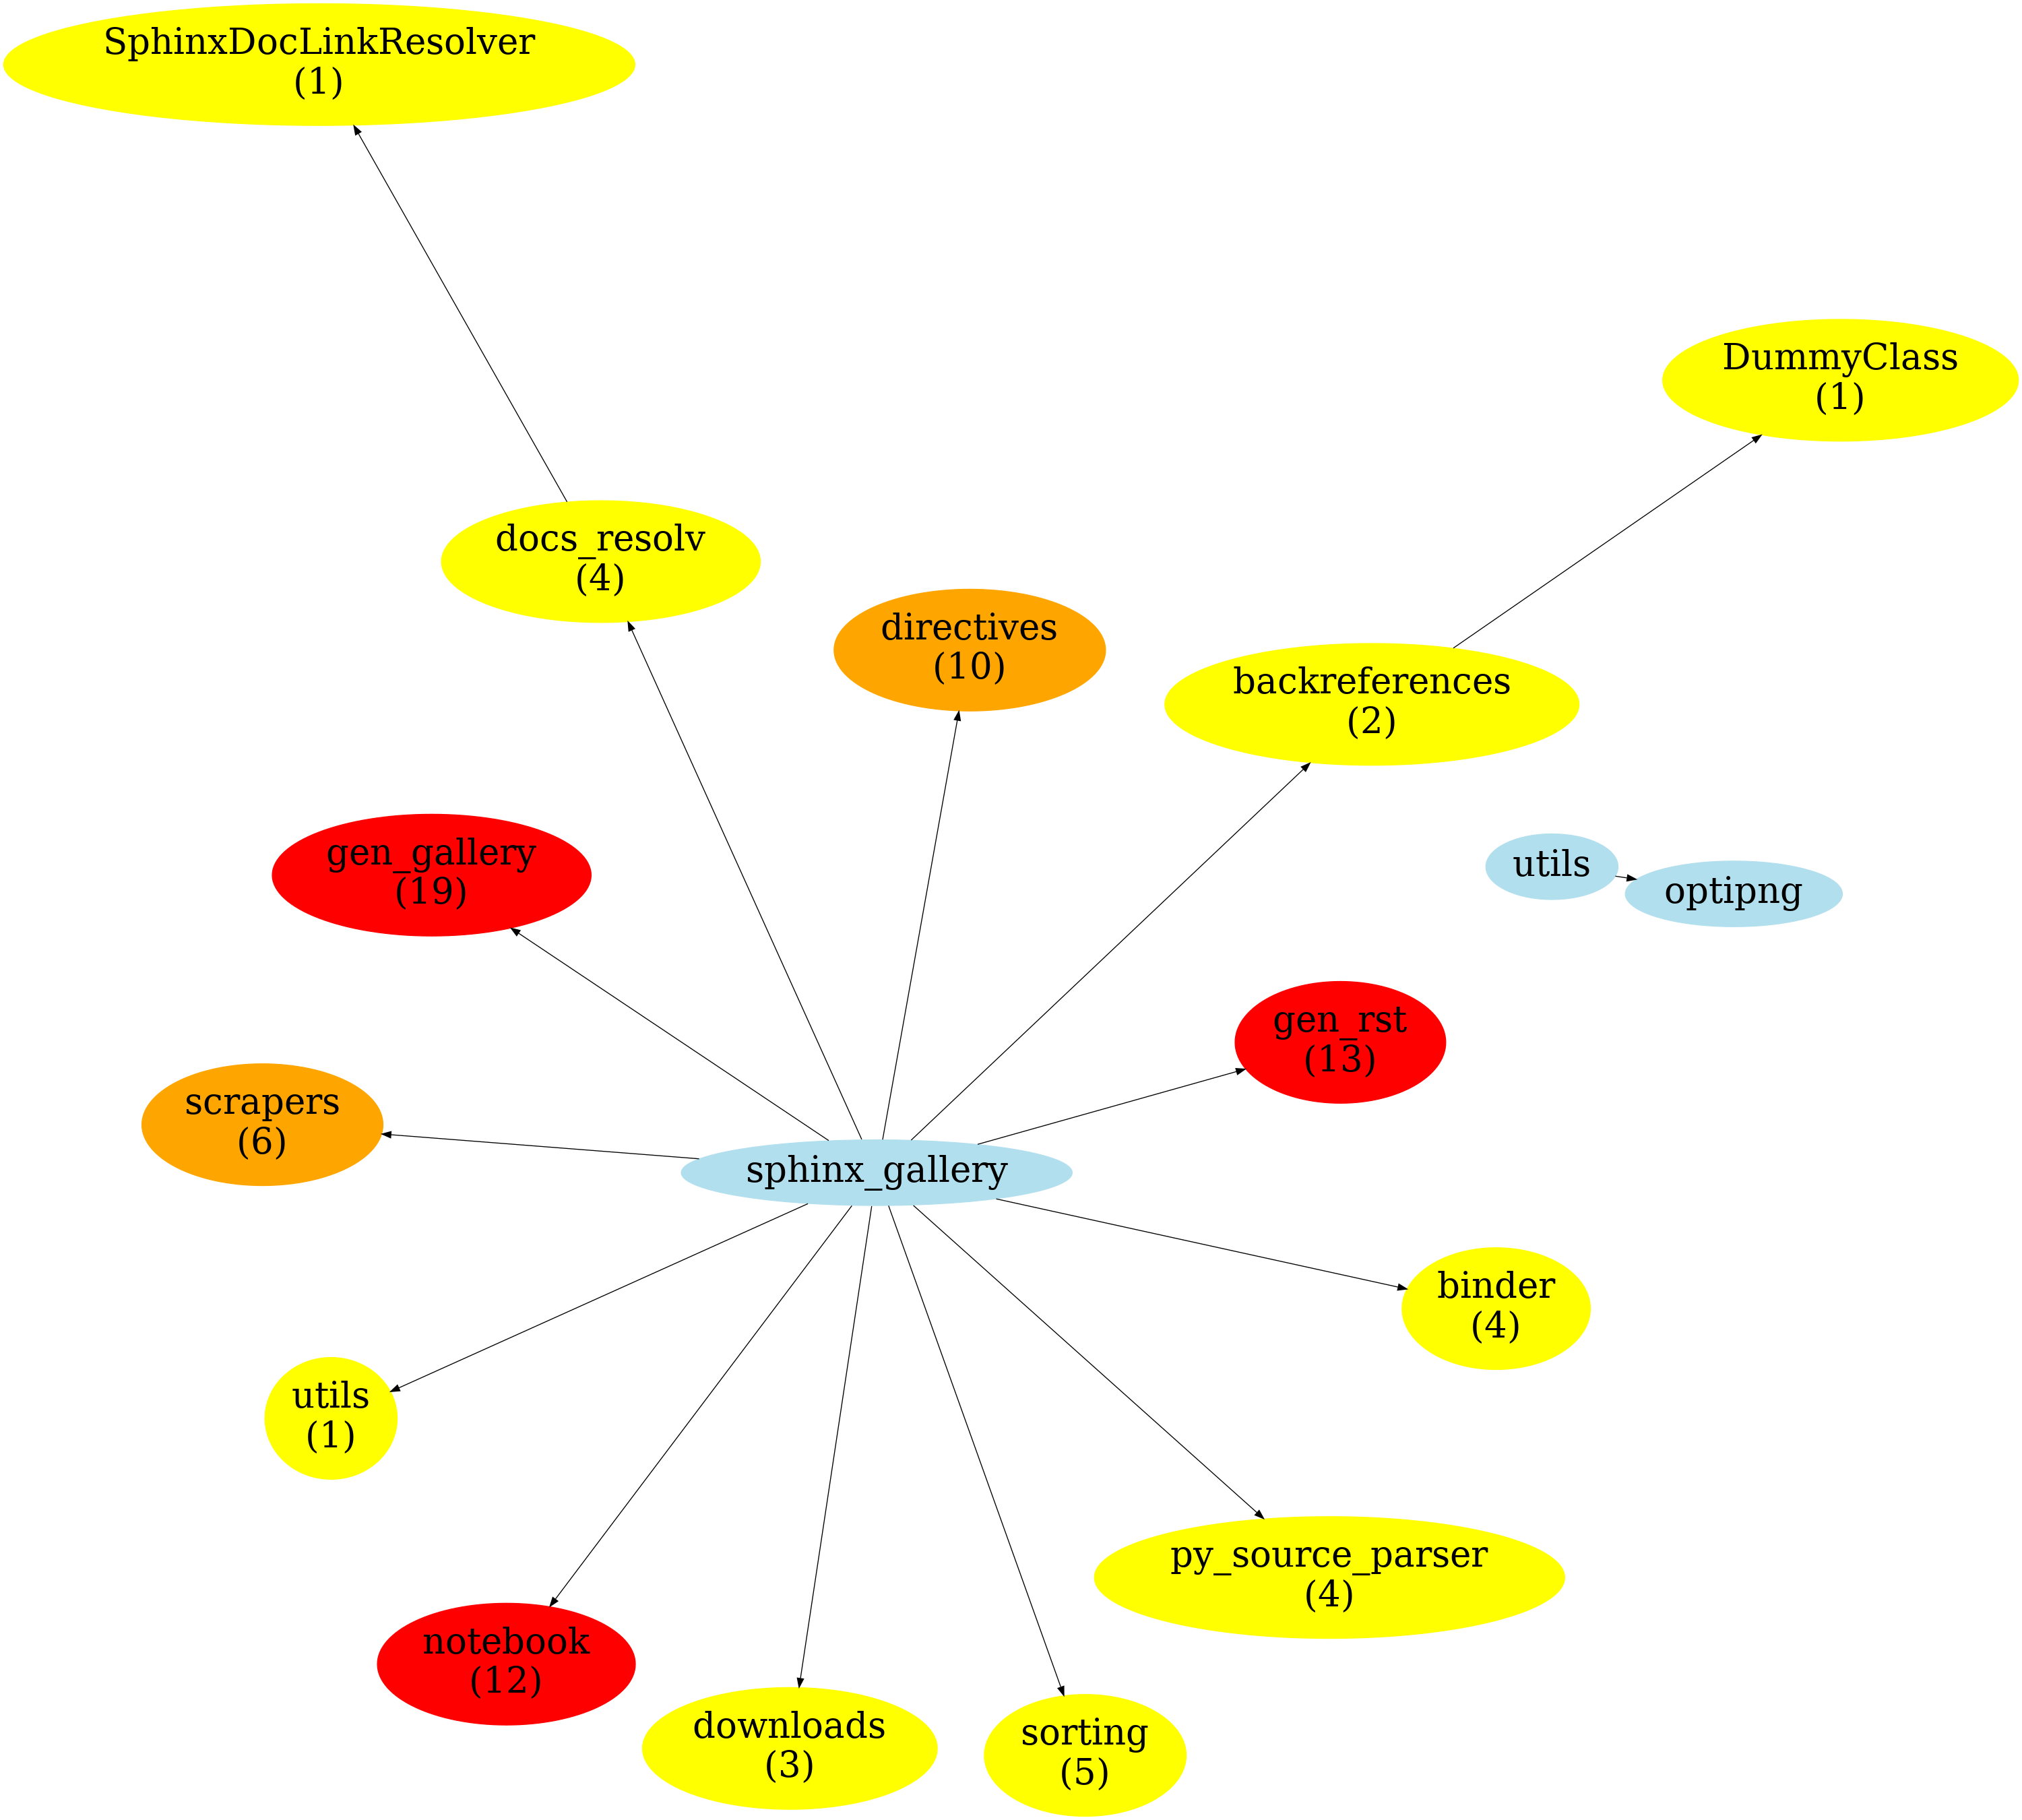 SphinxDocLinkResolver
(1)
DummyClass
(1)
docs_resolv
(4)
directives
(10)
backreferences
(2)
gen_gallery
(19)
utils
optipng
gen_rst
(13)
scrapers
(6)
sphinx_gallery
binder
(4)
utils
(1)
py_source_parser
(4)
notebook
(12)
downloads
(3)
sorting
(5)